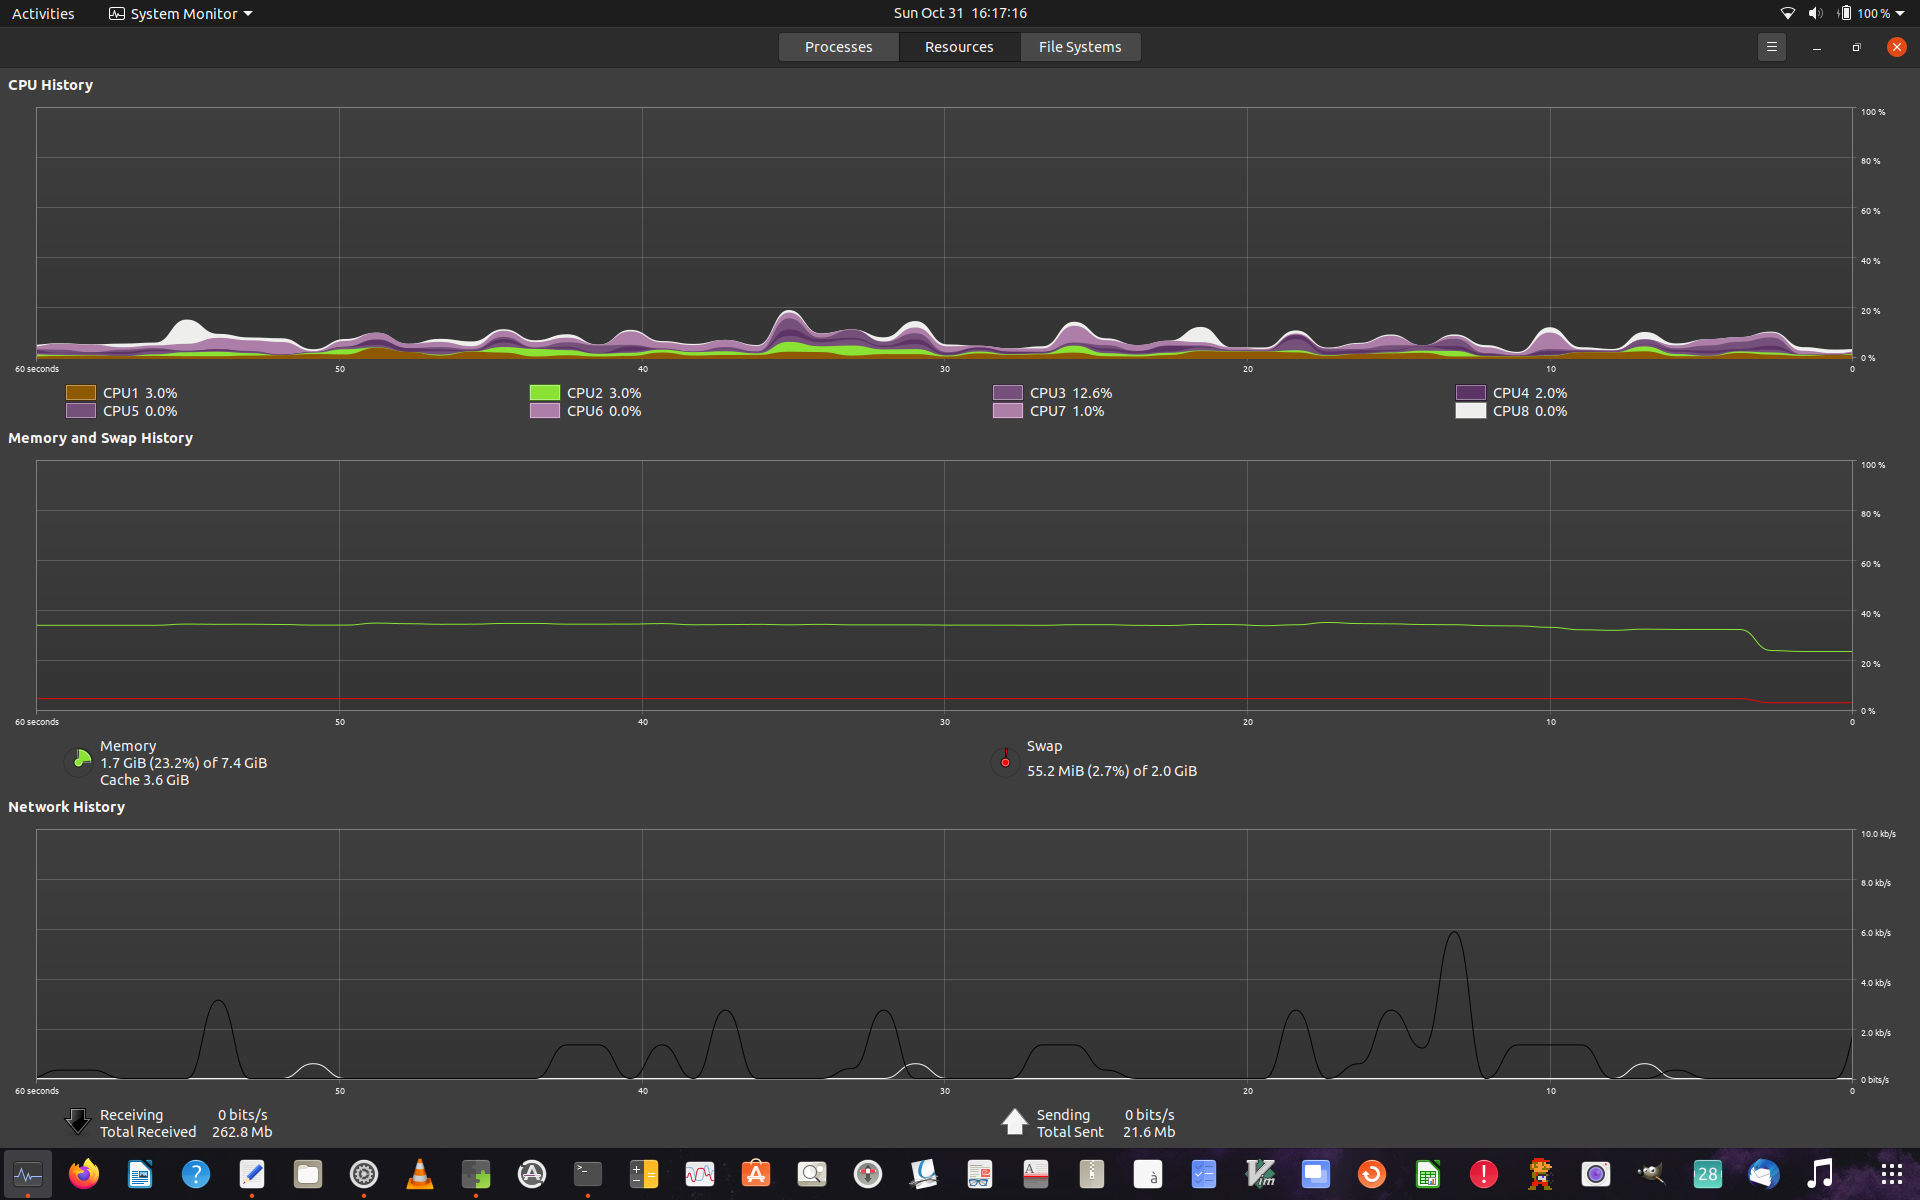 Activities System Monitor Sun Oct 31 16:17:16 100 %
Processes Resources File Systems
CPU History
100 %
80 %
60 %
40 %
20 %
0 %
60 seconds 50 40 30 20 10 0
CPU1 3.0% CPU2 3.0% CPU3 12.6% CPU4 2.0%
CPU5 0.0% CPU6 0.0% CPU7 1.0% CPU8 0.0%
Memory and Swap History
100 %
80 %
60 %
40 %
20 %
0 %
60 seconds 50 40 30 20 10 0
Memory
1.7 GiB (23.2%) of 7.4 GiB
Cache 3.6 GiB
Swap
55.2 MiB (2.7%) of 2.0 GiB
Network History
10.0 kb/s
8.0 kb/s
6.0 kb/s
4.0 kb/s
2.0 kb/s
0 bits/s
60 seconds 50 40 30 20 10 0
Receiving 0 bits/s
Total Received 262.8 Mb
Sending 0 bits/s
Total Sent 21.6 Mb
? >_ A à Vim ! 28